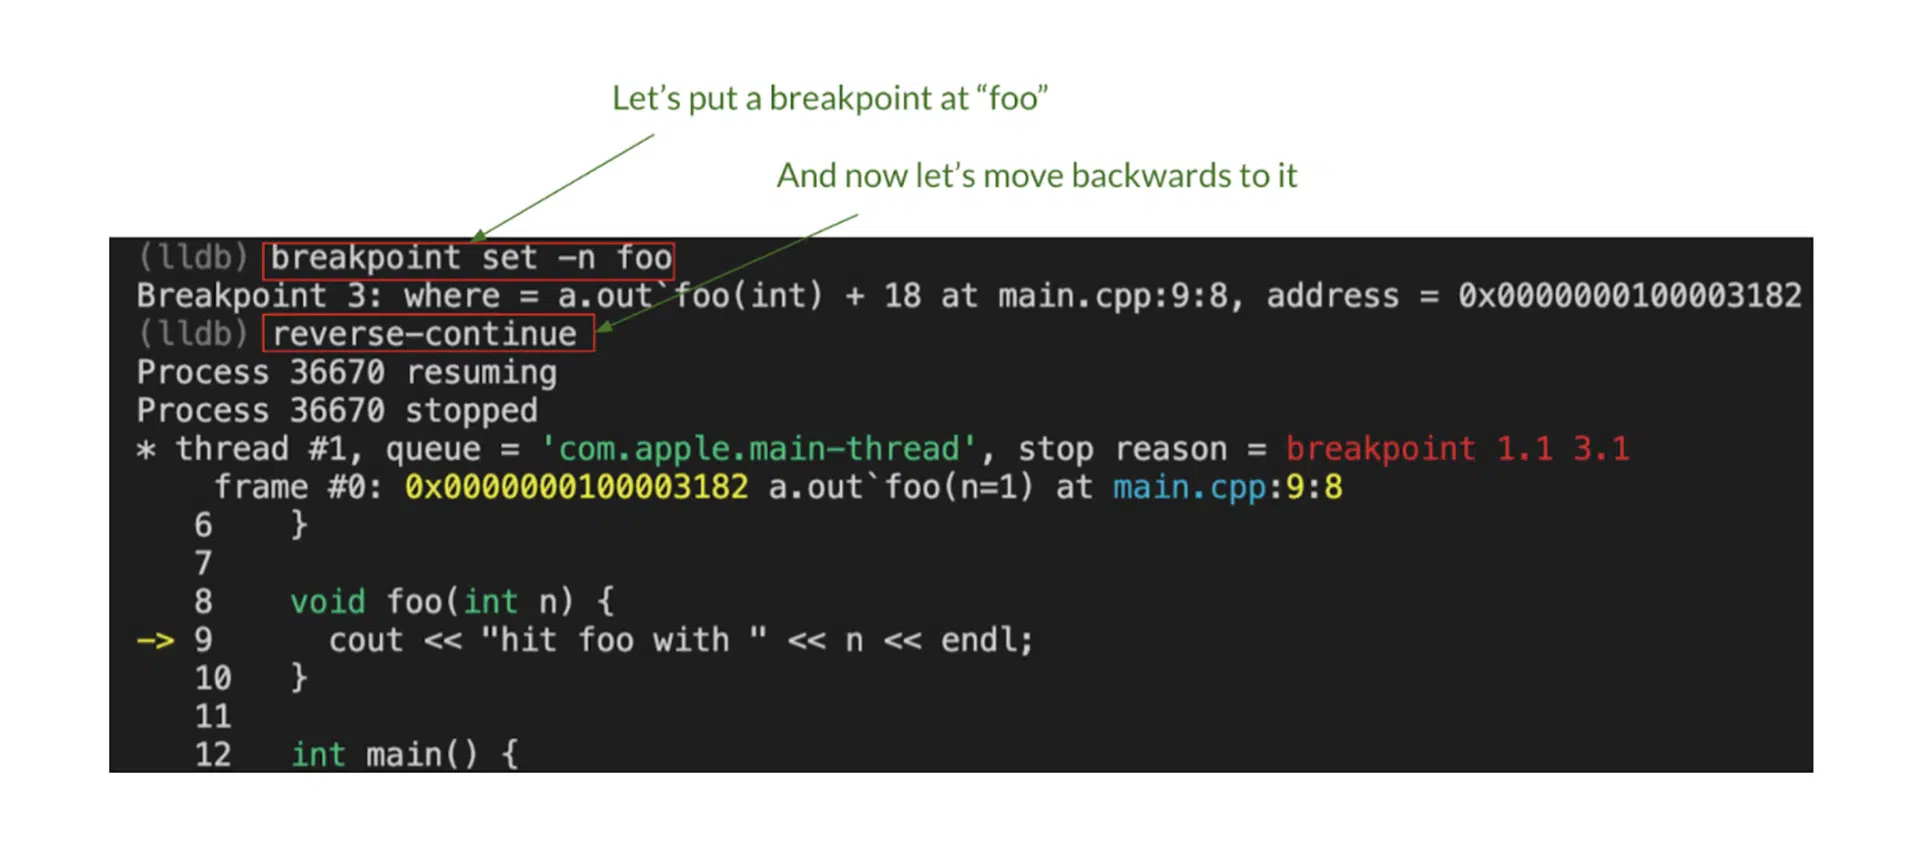 Let’s put a breakpoint at “foo”
And now let’s move backwards to it
(lldb) breakpoint set -n foo
Breakpoint 3: where = a.out`foo(int) + 18 at main.cpp:9:8, address = 0x0000000100003182
(lldb) reverse-continue
Process 36670 resuming
Process 36670 stopped
* thread #1, queue = 'com.apple.main-thread', stop reason = breakpoint 1.1 3.1
    frame #0: 0x0000000100003182 a.out`foo(n=1) at main.cpp:9:8
   6    }
   7
   8    void foo(int n) {
-> 9      cout << "hit foo with " << n << endl;
   10   }
   11
   12   int main() {